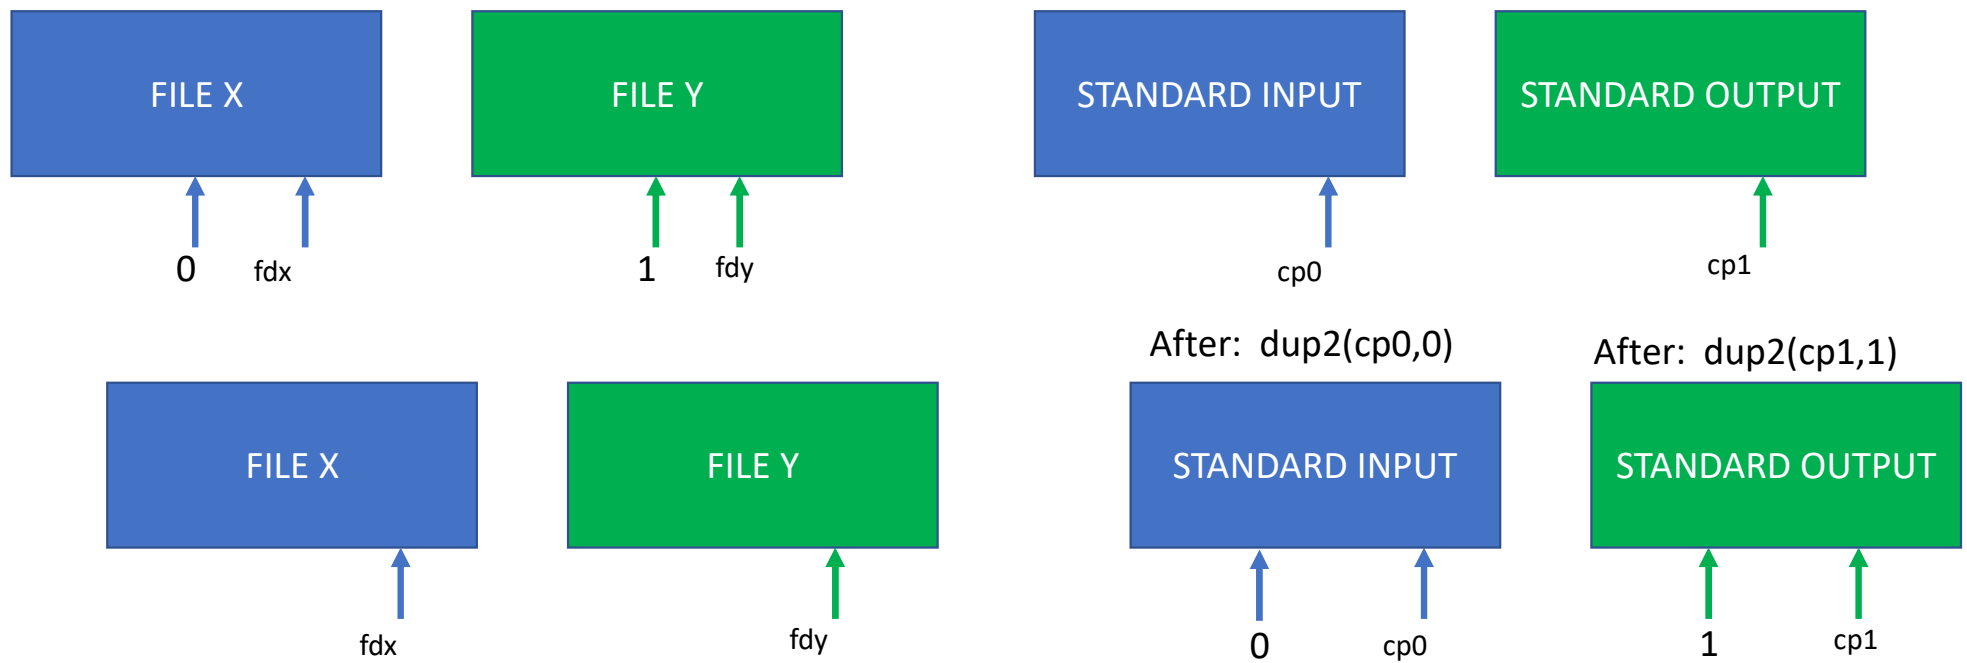 FILE X
FILE Y
STANDARD INPUT
STANDARD OUTPUT
0
fdx
1
fdy
cp0
cp1
After: dup2(cp0,0)
After: dup2(cp1,1)
FILE X
FILE Y
STANDARD INPUT
STANDARD OUTPUT
fdx
fdy
0
cp0
1
cp1